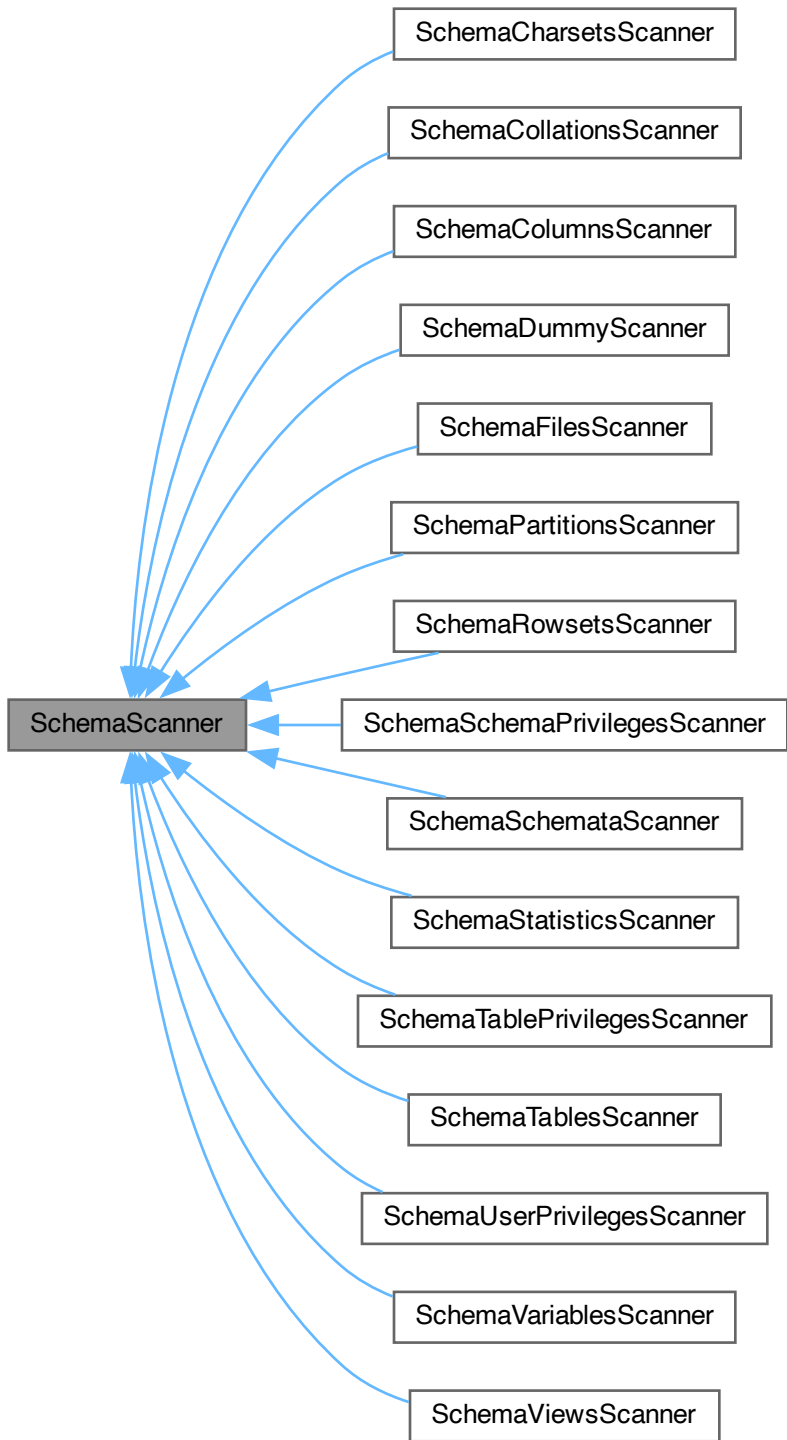 SchemaCharsetsScanner
SchemaCollationsScanner
SchemaColumnsScanner
SchemaDummyScanner
SchemaFilesScanner
SchemaPartitionsScanner
SchemaRowsetsScanner
SchemaScanner
SchemaSchemaPrivilegesScanner
SchemaSchemataScanner
SchemaStatisticsScanner
SchemaTablePrivilegesScanner
SchemaTablesScanner
SchemaUserPrivilegesScanner
SchemaVariablesScanner
SchemaViewsScanner